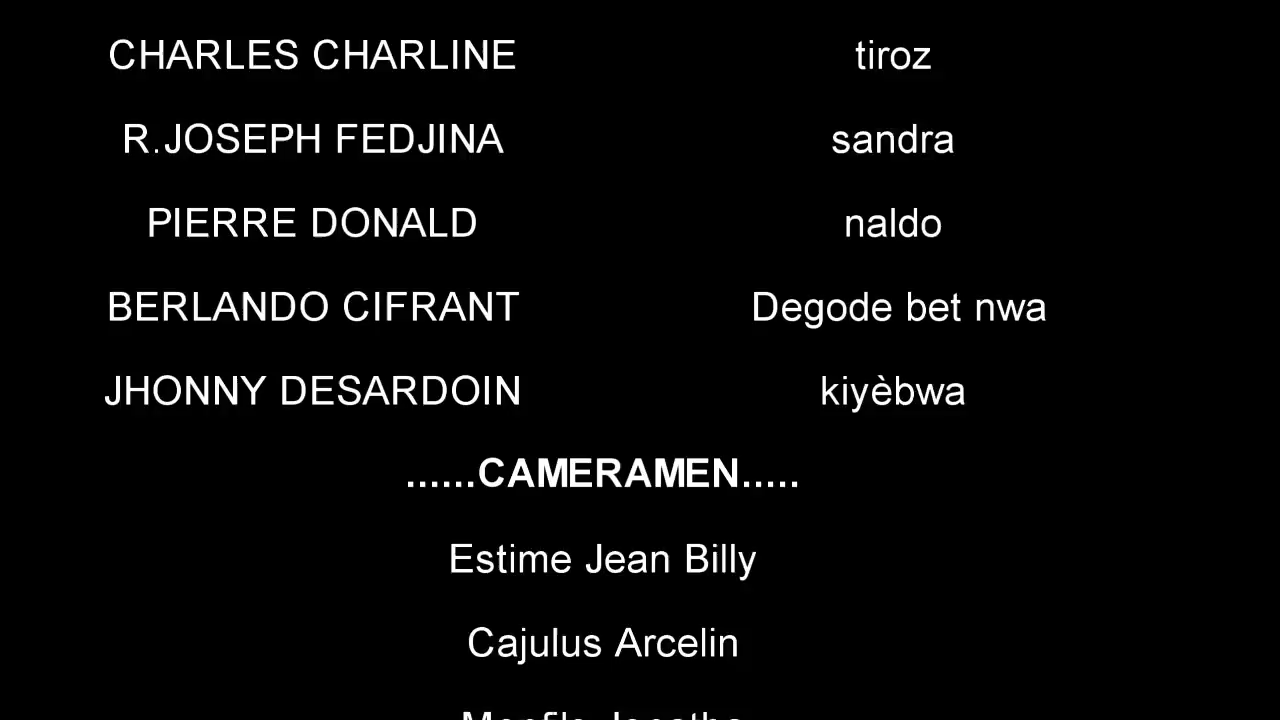 CHARLES CHARLINE tiroz
R.JOSEPH FEDJINA sandra
PIERRE DONALD naldo
BERLANDO CIFRANT Degode bet nwa
JHONNY DESARDOIN kiyèbwa
......CAMERAMEN.....
Estime Jean Billy
Cajulus Arcelin